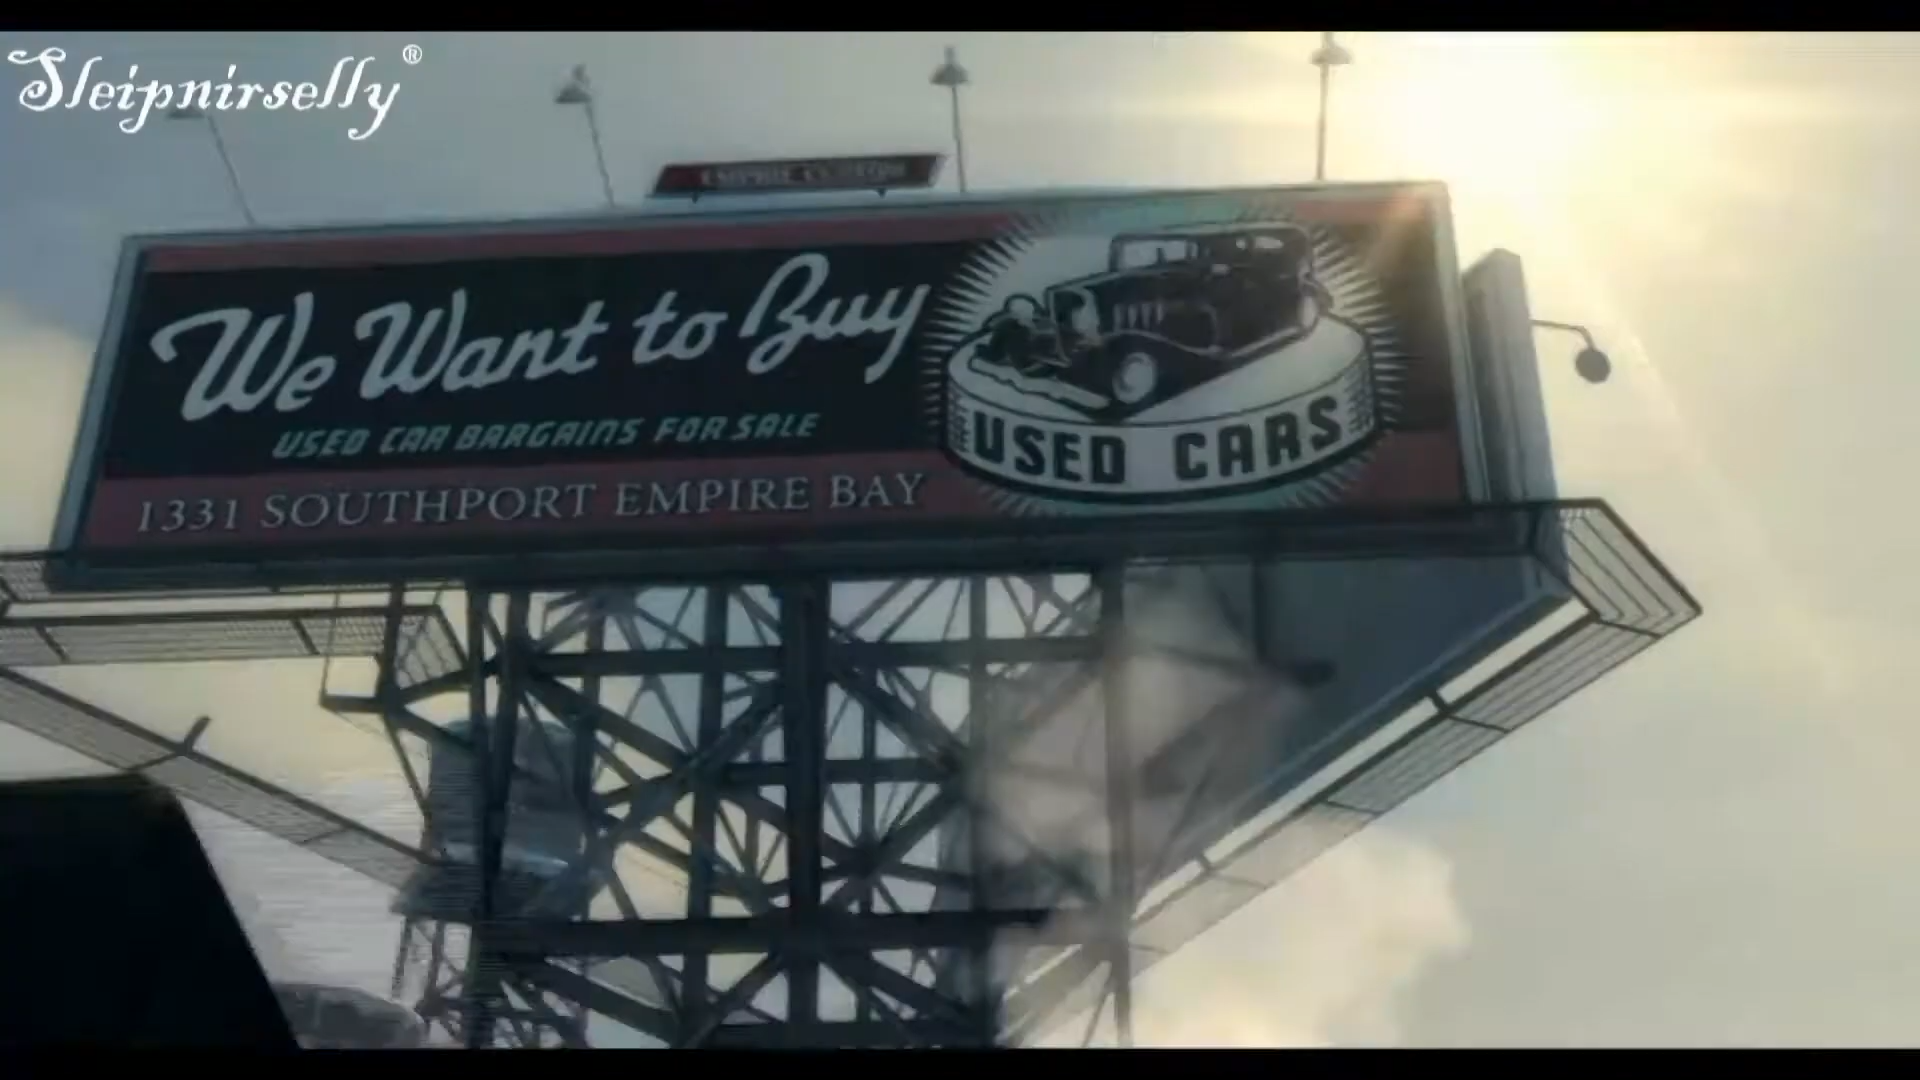 Sleipnirselly®
We Want to Buy
USED CAR BARGAINS FOR SALE
1331 SOUTHPORT EMPIRE BAY
USED CARS